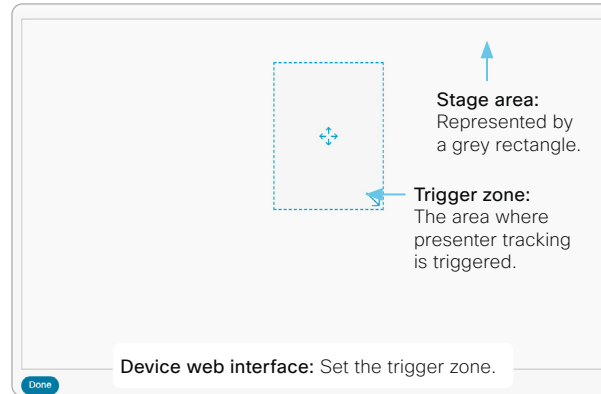 Stage area:
Represented by
a grey rectangle.
Trigger zone:
The area where
presenter tracking
is triggered.
Device web interface: Set the trigger zone.
Done